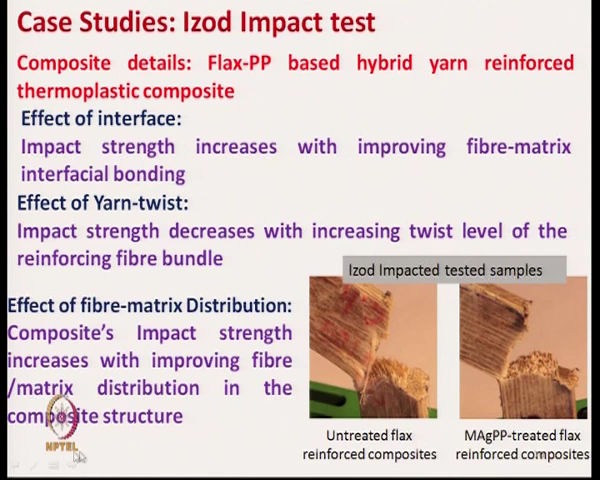 Case Studies: Izod Impact test
Composite details: Flax-PP based hybrid yarn reinforced
thermoplastic composite
Effect of interface:
Impact strength increases with improving fibre-matrix
interfacial bonding
Effect of Yarn-twist:
Impact strength decreases with increasing twist level of the
reinforcing fibre bundle
Izod Impacted tested samples
Effect of fibre-matrix Distribution:
Composite's Impact strength
increases with improving fibre
/matrix distribution in the
composite structure
NPTEL
Untreated flax
reinforced composites
MAgPP-treated flax
reinforced composites